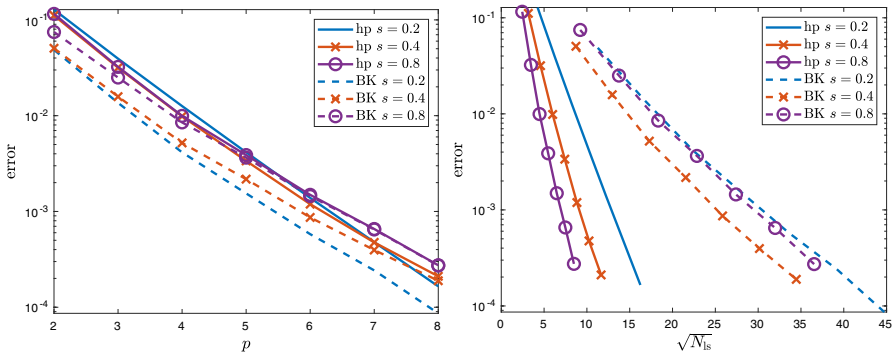 10^-1
10^-2
10^-3
10^-4
error
2 3 4 5 6 7 8
p
hp s = 0.2
hp s = 0.4
hp s = 0.8
BK s = 0.2
BK s = 0.4
BK s = 0.8
10^-1
10^-2
10^-3
10^-4
error
0 5 10 15 20 25 30 35 40 45
√N_ls
hp s = 0.2
hp s = 0.4
hp s = 0.8
BK s = 0.2
BK s = 0.4
BK s = 0.8